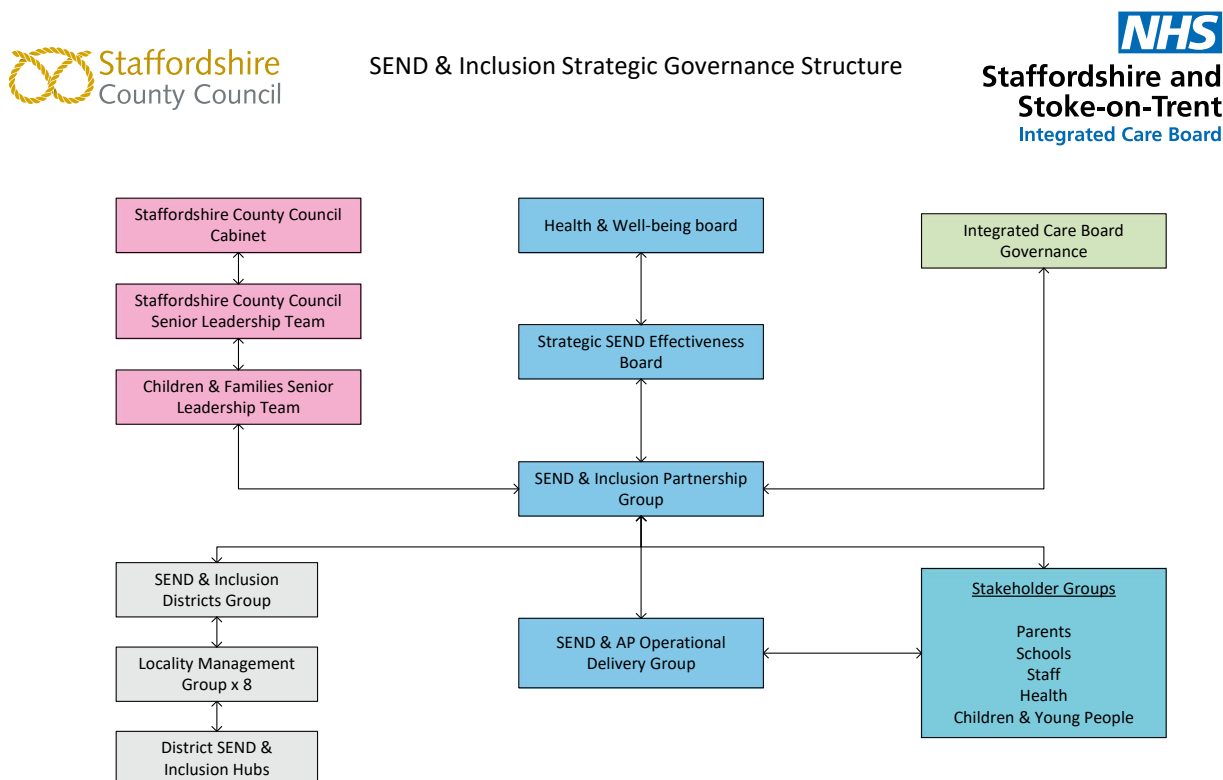 Staffordshire
County Council
SEND & Inclusion Strategic Governance Structure
NHS
Staffordshire and
Stoke-on-Trent
Integrated Care Board
Staffordshire County Council
Cabinet
Health & Well-being board
Integrated Care Board
Governance
Staffordshire County Council
Senior Leadership Team
Strategic SEND Effectiveness
Board
Children & Families Senior
Leadership Team
SEND & Inclusion Partnership
Group
SEND & Inclusion
Districts Group
Locality Management
Group x 8
District SEND &
Inclusion Hubs
SEND & AP Operational
Delivery Group
Stakeholder Groups
Parents
Schools
Staff
Health
Children & Young People